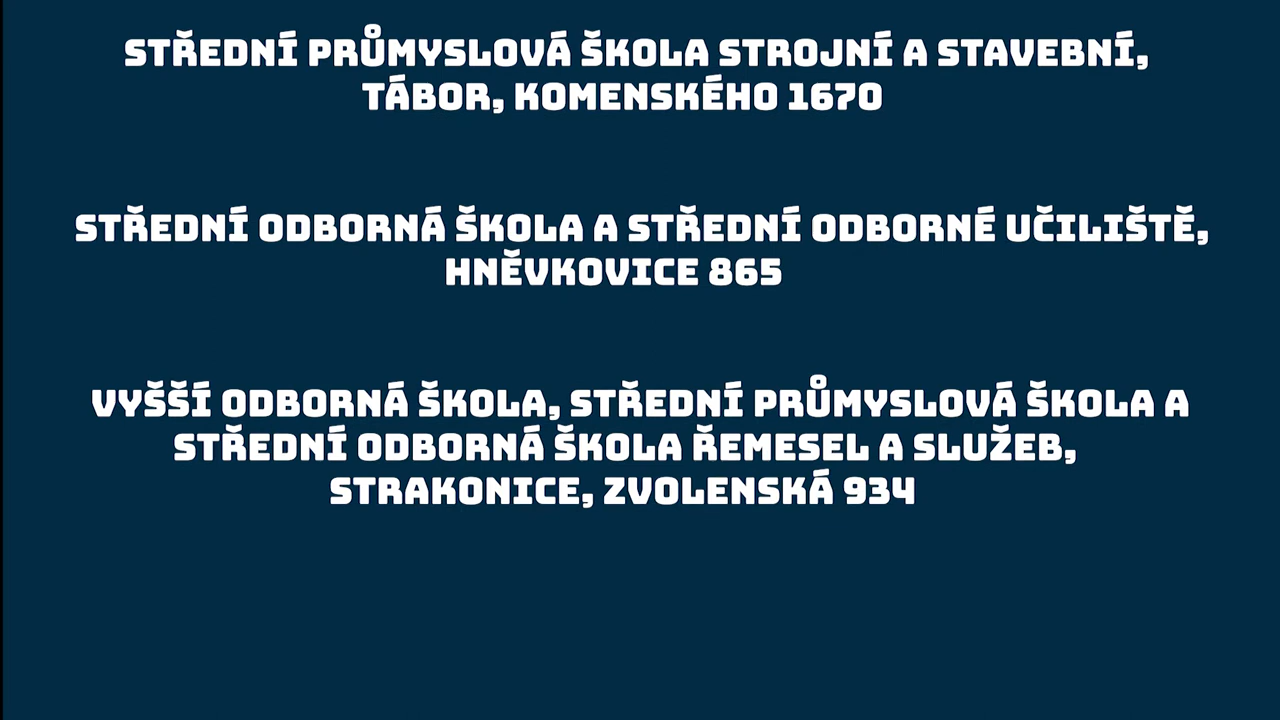 STŘEDNÍ PRŮMYSLOVÁ ŠKOLA STROJNÍ A STAVEBNÍ,
TÁBOR, KOMENSKÉHO 1670
STŘEDNÍ ODBORNÁ ŠKOLA A STŘEDNÍ ODBORNÉ UČILIŠTĚ,
HNĚVKOVICE 865
VYŠŠÍ ODBORNÁ ŠKOLA, STŘEDNÍ PRŮMYSLOVÁ ŠKOLA A
STŘEDNÍ ODBORNÁ ŠKOLA ŘEMESEL A SLUŽEB,
STRAKONICE, ZVOLENSKÁ 934